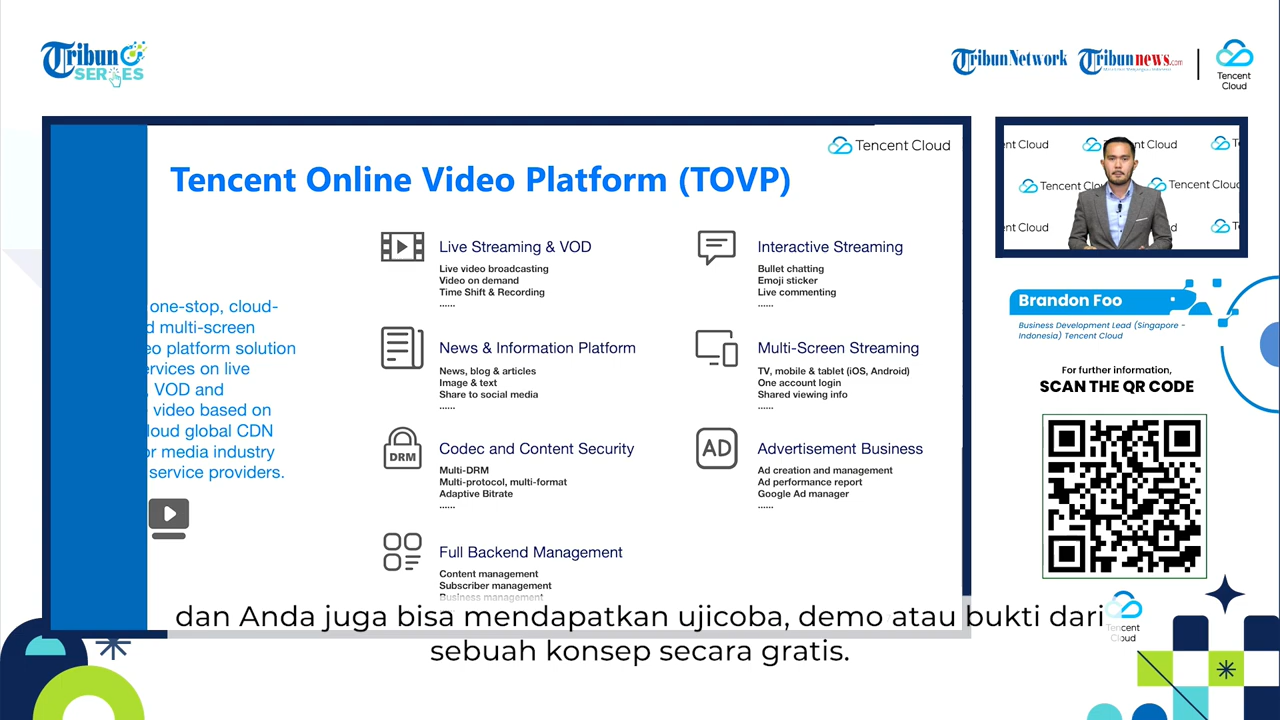 Tribun
SERIES
TribunNetwork
Tribunnews.com
Tencent
Cloud
Tencent Cloud
Tencent Online Video Platform (TOVP)
one-stop, cloud-
multi-screen
platform solution
on live
VOD and
video based on
global CDN
media industry
service providers.
Live Streaming & VOD
Live video broadcasting
Video on demand
Time Shift & Recording
......
Interactive Streaming
Bullet chatting
Emoji sticker
Live commenting
......
News & Information Platform
News, blog & articles
Image & text
Share to social media
......
Multi-Screen Streaming
TV, mobile & tablet (iOS, Android)
One account login
Shared viewing info
......
DRM
Codec and Content Security
Multi-DRM
Multi-protocol, multi-format
Adaptive Bitrate
......
AD
Advertisement Business
Ad creation and management
Ad performance report
Google Ad manager
......
Full Backend Management
Content management
Subscriber management
Business management
Tencent Cloud
Tencent Cloud
Brandon Foo
Business Development Lead (Singapore -
Indonesia) Tencent Cloud
For further information,
SCAN THE QR CODE
Tencent
Cloud
dan Anda juga bisa mendapatkan ujicoba, demo atau bukti dari
sebuah konsep secara gratis.